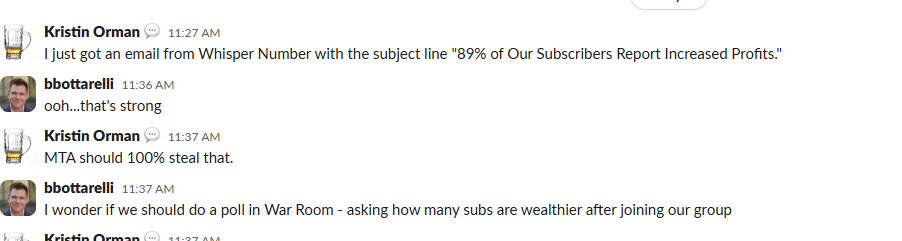 Kristin Orman 11:27 AM
I just got an email from Whisper Number with the subject line "89% of Our Subscribers Report Increased Profits."
bbottarelli 11:36 AM
ooh...that's strong
Kristin Orman 11:37 AM
MTA should 100% steal that.
bbottarelli 11:37 AM
I wonder if we should do a poll in War Room - asking how many subs are wealthier after joining our group
Kristin Orman 11:37 AM